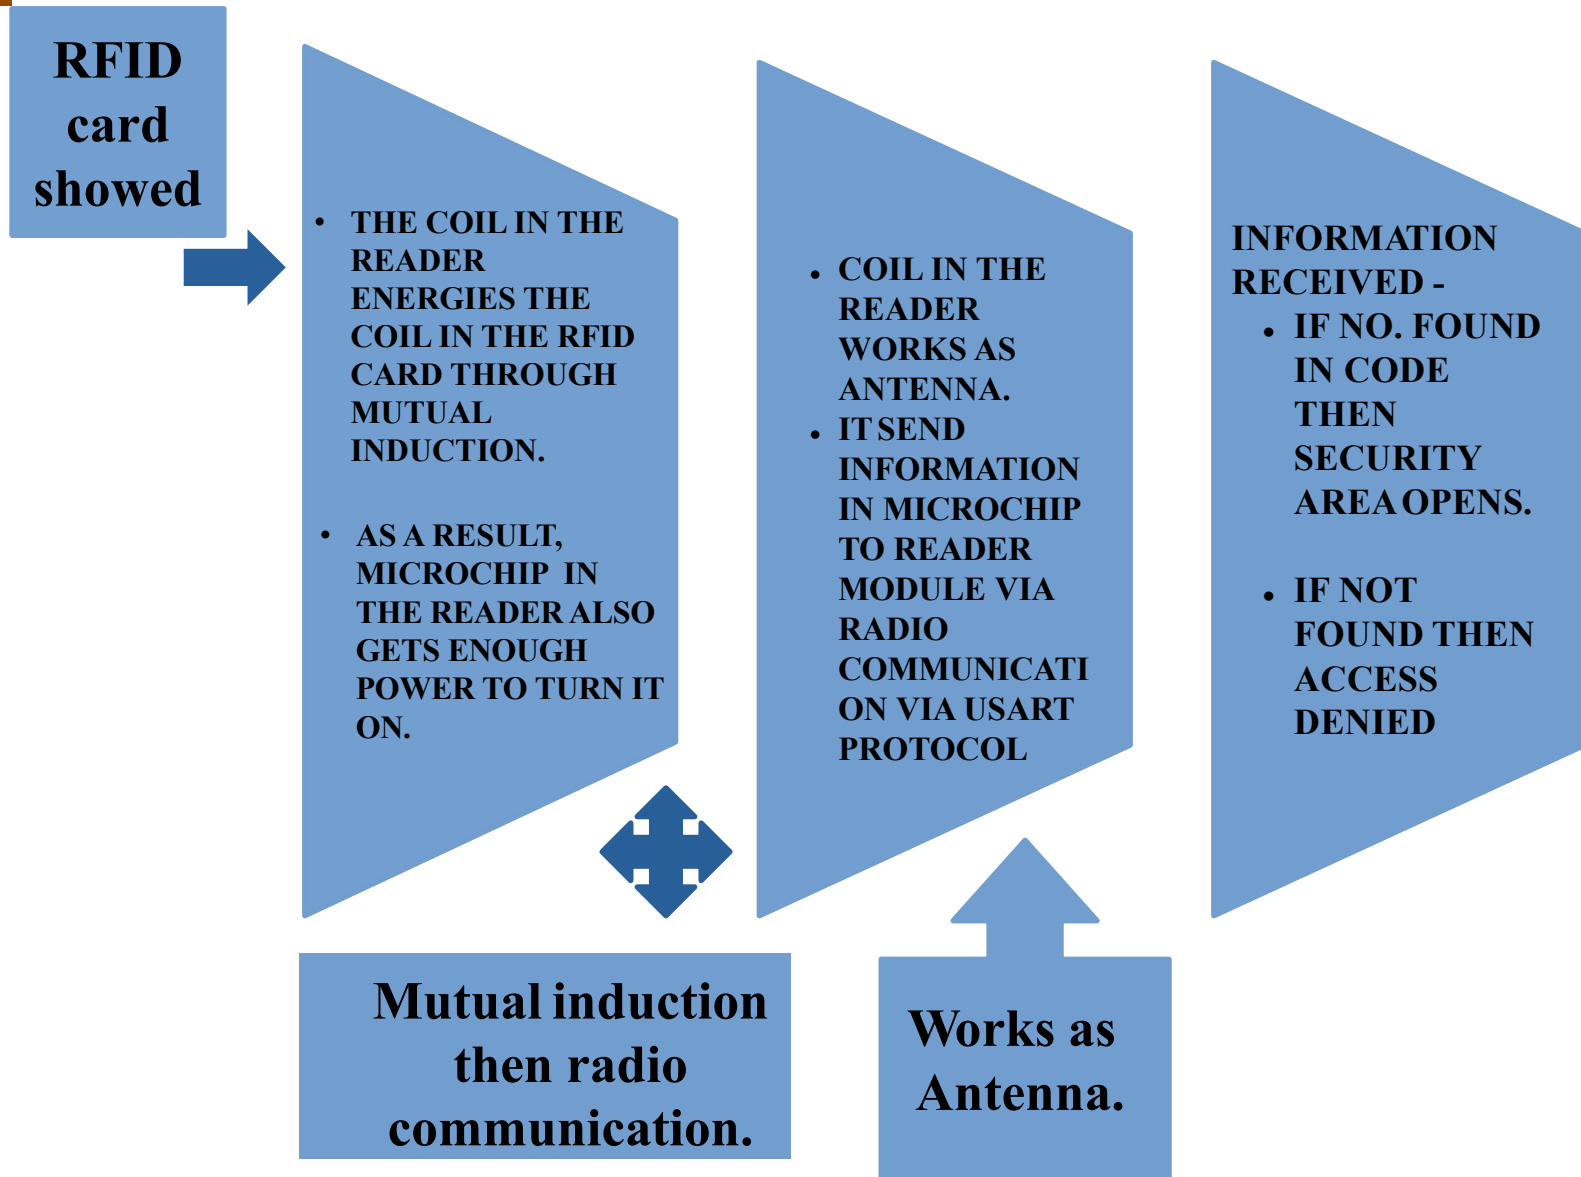 RFID
card
showed
• THE COIL IN THE
READER
ENERGIES THE
COIL IN THE RFID
CARD THROUGH
MUTUAL
INDUCTION.
• AS A RESULT,
MICROCHIP IN
THE READER ALSO
GETS ENOUGH
POWER TO TURN IT
ON.
• COIL IN THE
READER
WORKS AS
ANTENNA.
• IT SEND
INFORMATION
IN MICROCHIP
TO READER
MODULE VIA
RADIO
COMMUNICATI
ON VIA USART
PROTOCOL
INFORMATION
RECEIVED -
• IF NO. FOUND
IN CODE
THEN
SECURITY
AREA OPENS.
• IF NOT
FOUND THEN
ACCESS
DENIED
Mutual induction
then radio
communication.
Works as
Antenna.